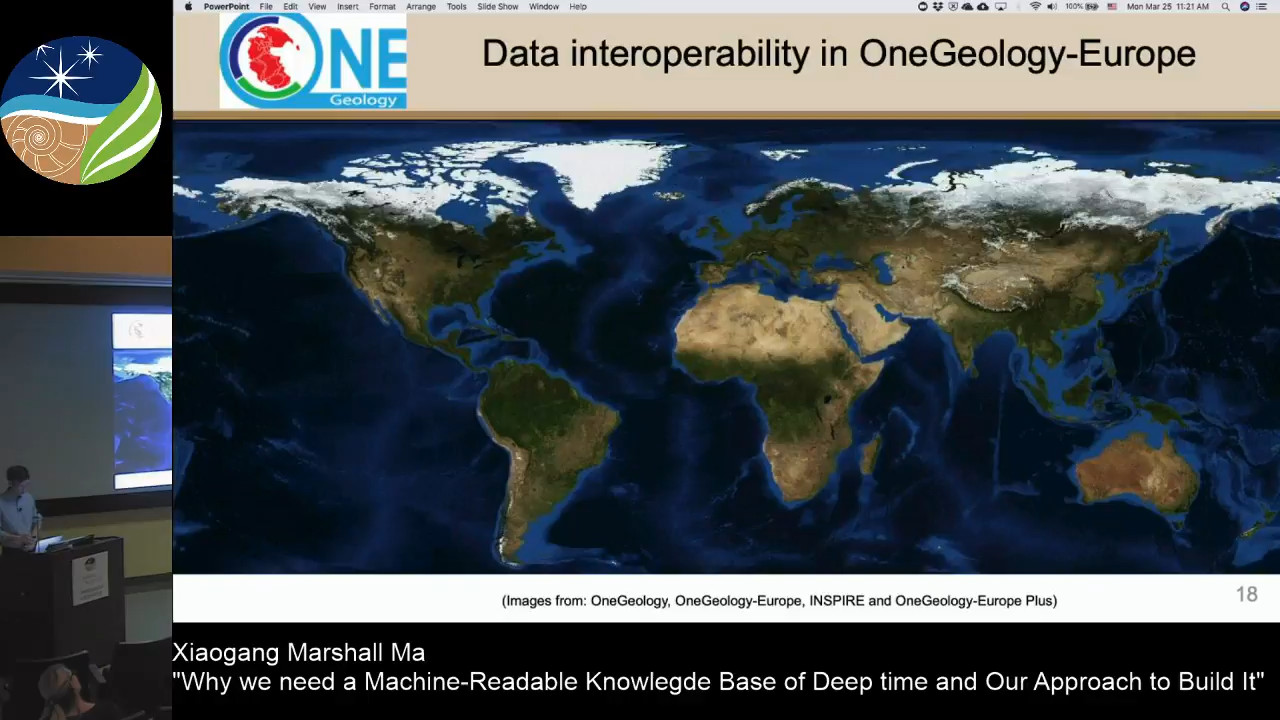 PowerPoint File Edit View Insert Format Arrange Tools Slide Show Window Help 100% Mon Mar 25 11:21 AM
ONE
Geology
Data interoperability in OneGeology-Europe
(Images from: OneGeology, OneGeology-Europe, INSPIRE and OneGeology-Europe Plus)
18
Xiaogang Marshall Ma
"Why we need a Machine-Readable Knowlegde Base of Deep time and Our Approach to Build It"